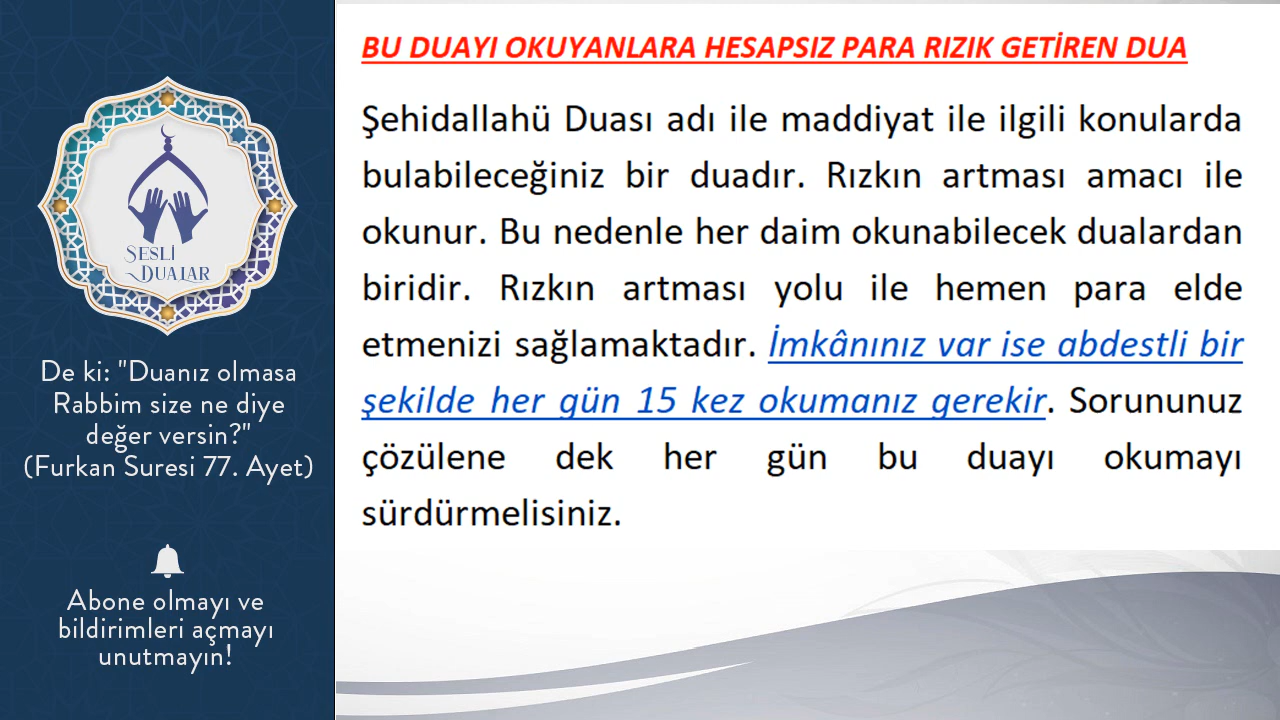 SESLİ
DUALAR
De ki: "Duanız olmasa
Rabbim size ne diye
değer versin?"
(Furkan Suresi 77. Ayet)
Abone olmayı ve
bildirimleri açmayı
unutmayın!
BU DUAYI OKUYANLARA HESAPSIZ PARA RIZIK GETİREN DUA
Şehidallahü Duası adı ile maddiyat ile ilgili konularda
bulabileceğiniz bir duadır. Rızkın artması amacı ile
okunur. Bu nedenle her daim okunabilecek dualardan
biridir. Rızkın artması yolu ile hemen para elde
etmenizi sağlamaktadır. İmkânınız var ise abdestli bir
şekilde her gün 15 kez okumanız gerekir. Sorununuz
çözülene dek her gün bu duayı okumayı
sürdürmelisiniz.